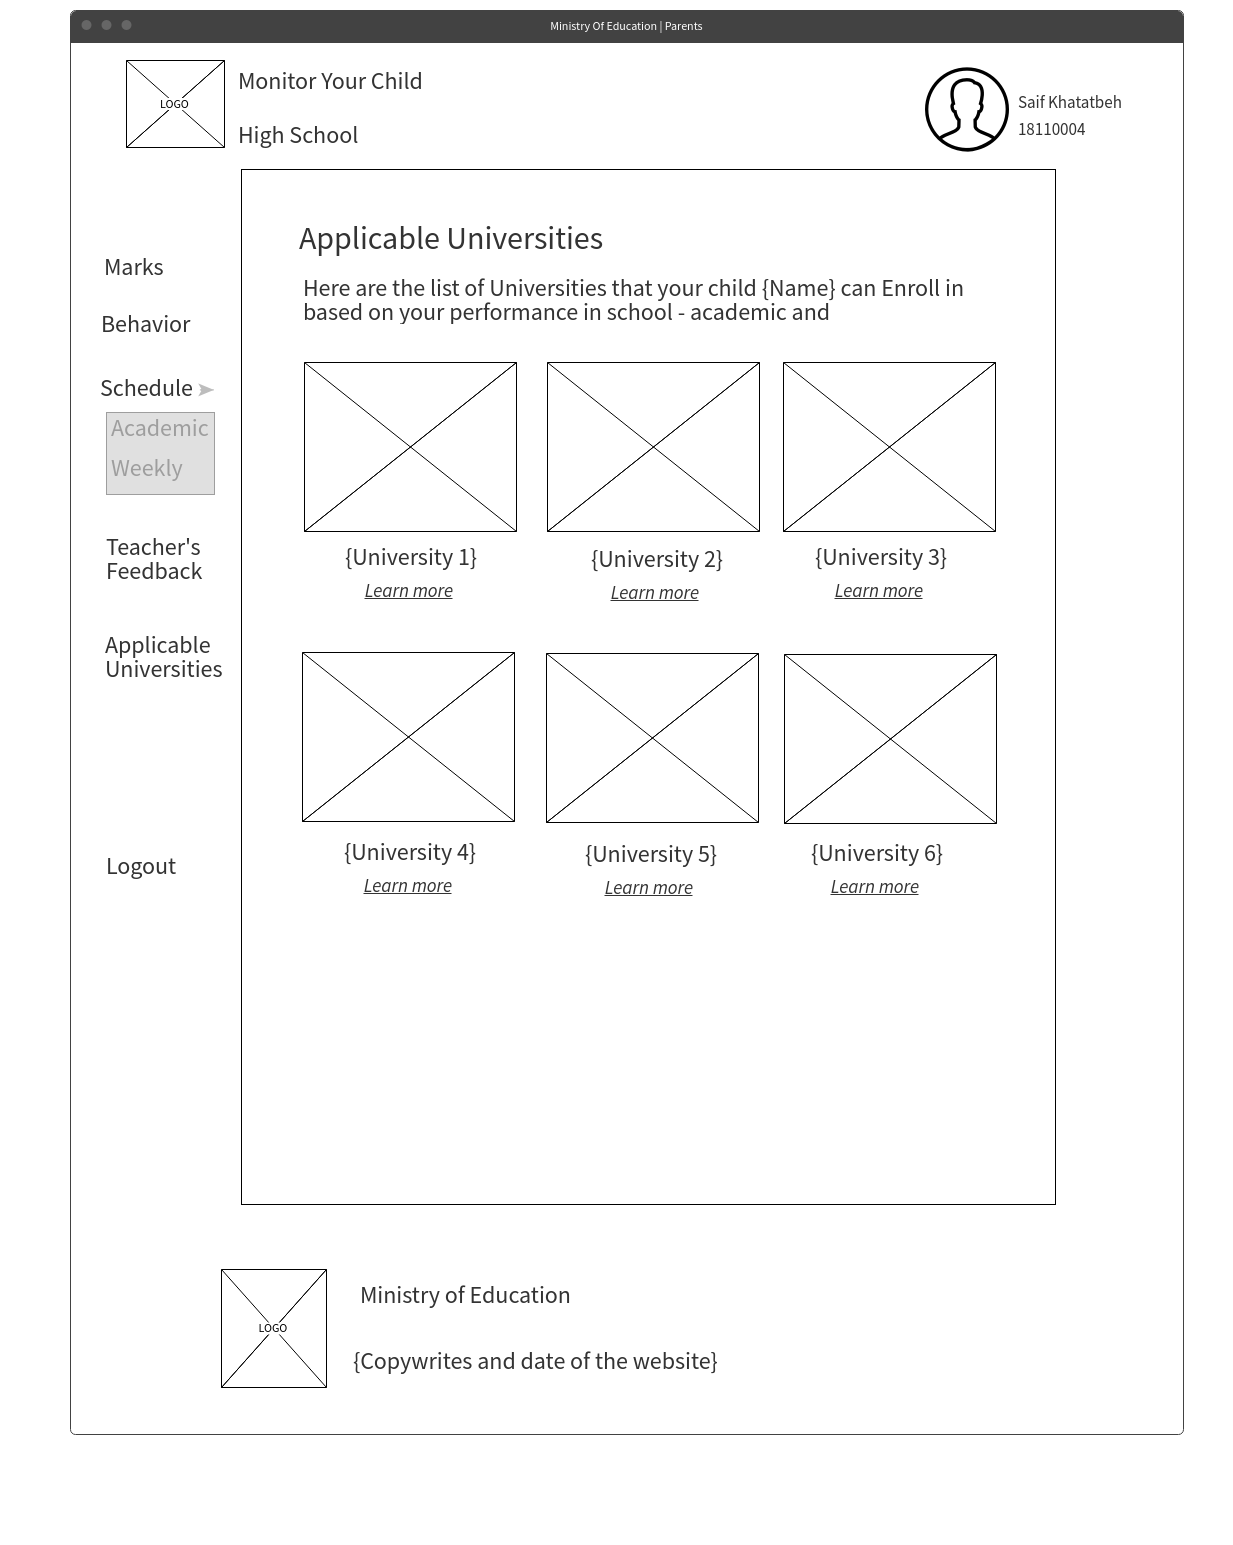 Ministry Of Education | Parents
LOGO
Monitor Your Child
High School
Saif Khatatbeh
18110004
Marks
Behavior
Schedule
Academic
Weekly
Teacher's
Feedback
Applicable
Universities
Logout
Applicable Universities
Here are the list of Universities that your child {Name} can Enroll in
based on your performance in school - academic and
{University 1}
Learn more
{University 2}
Learn more
{University 3}
Learn more
{University 4}
Learn more
{University 5}
Learn more
{University 6}
Learn more
LOGO
Ministry of Education
{Copywrites and date of the website}